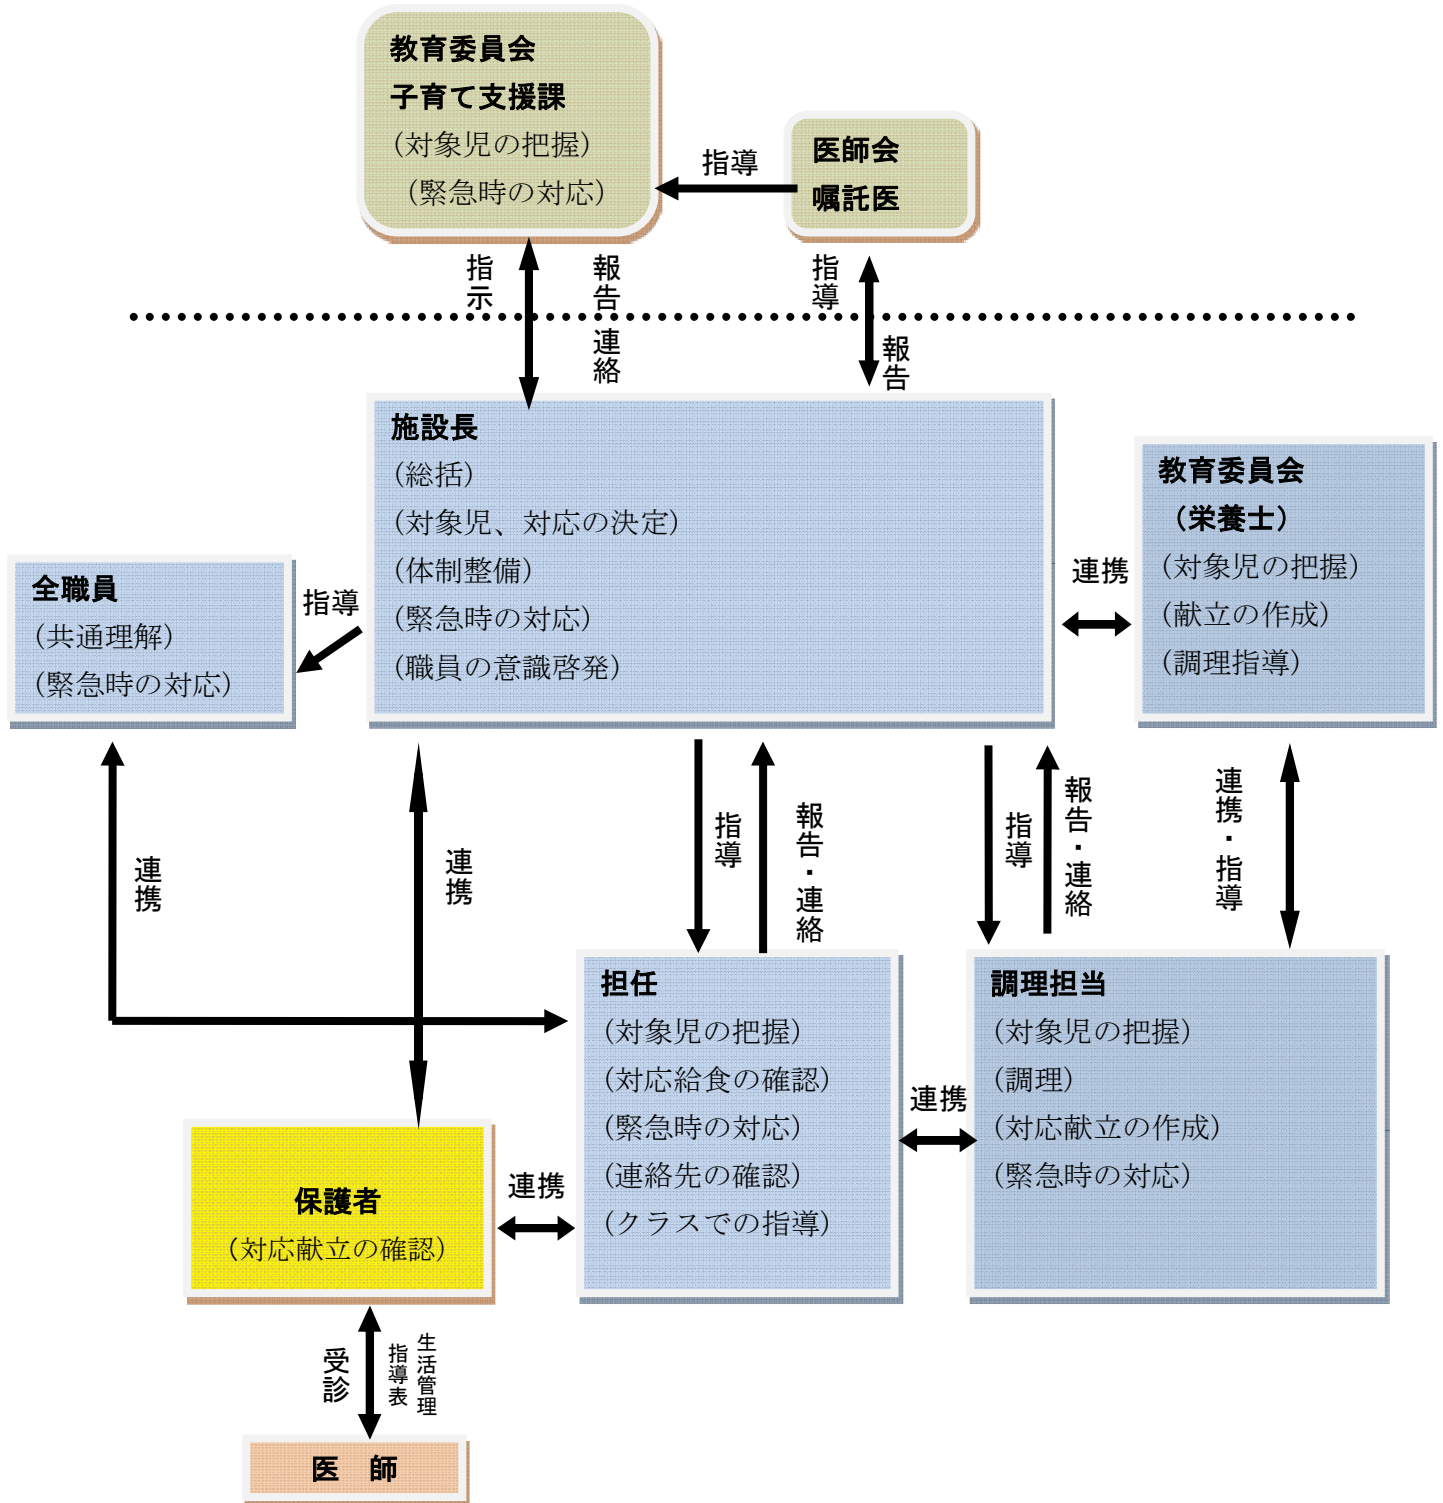 教育委員会
子育て支援課
(対象児の把握)
(緊急時の対応)
指導
医師会
嘱託医
指示
報告・連絡
指導
報告
施設長
(総括)
(対象児、対応の決定)
(体制整備)
(緊急時の対応)
(職員の意識啓発)
教育委員会
(栄養士)
(対象児の把握)
(献立の作成)
(調理指導)
連携
全職員
(共通理解)
(緊急時の対応)
指導
連携
連携
指導
報告・連絡
指導
報告・連絡
連携・指導
担任
(対象児の把握)
(対応給食の確認)
(緊急時の対応)
(連絡先の確認)
(クラスでの指導)
連携
調理担当
(対象児の把握)
(調理)
(対応献立の作成)
(緊急時の対応)
保護者
(対応献立の確認)
連携
受診
生活管理
指導表
医　師